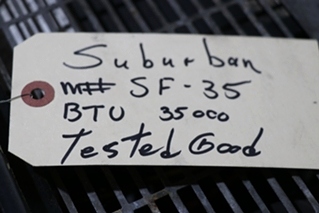 Suburban
M# SF-35
BTU 35000
Tested Good